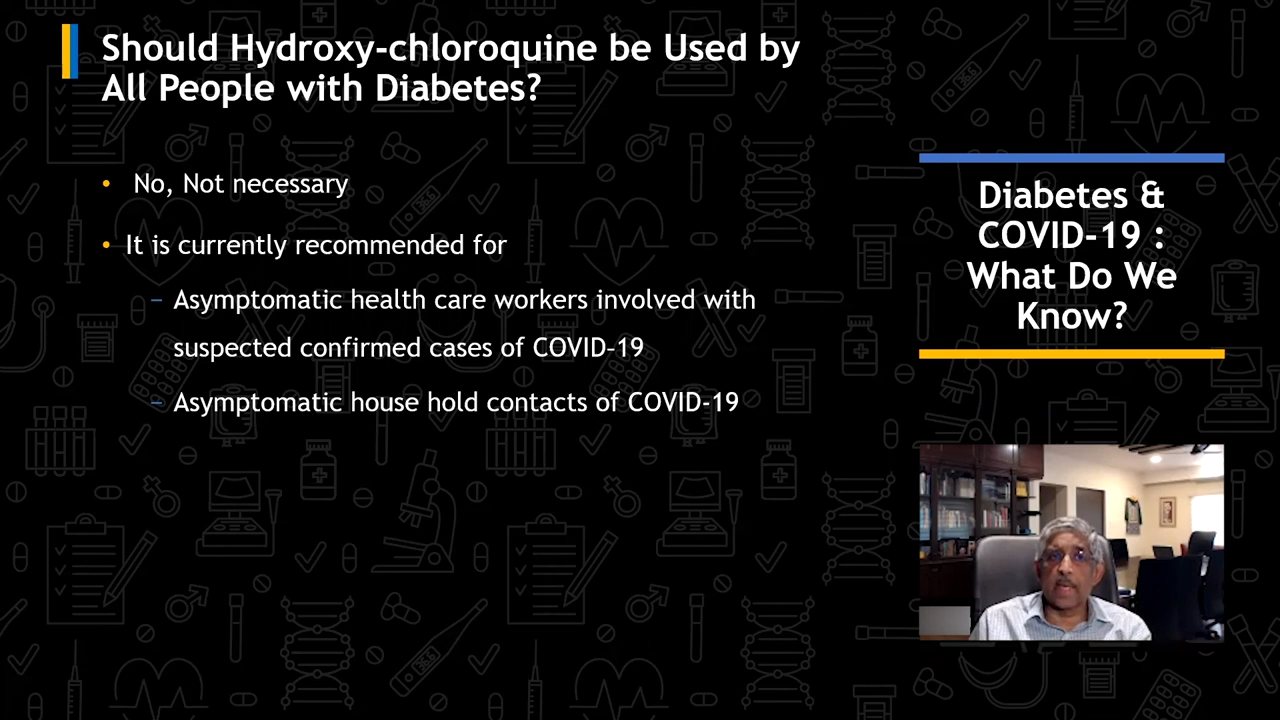 Should Hydroxy-chloroquine be Used by
All People with Diabetes?
• No, Not necessary
• It is currently recommended for
– Asymptomatic health care workers involved with
suspected confirmed cases of COVID-19
– Asymptomatic house hold contacts of COVID-19
Diabetes &
COVID-19 :
What Do We
Know?